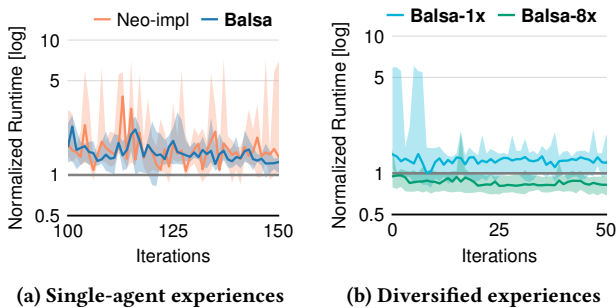 Neo-impl Balsa
Normalized Runtime [log]
10
5
1
0.5
100 125 150
Iterations
(a) Single-agent experiences
Balsa-1x Balsa-8x
Normalized Runtime [log]
10
5
1
0.5
0 25 50
Iterations
(b) Diversified experiences